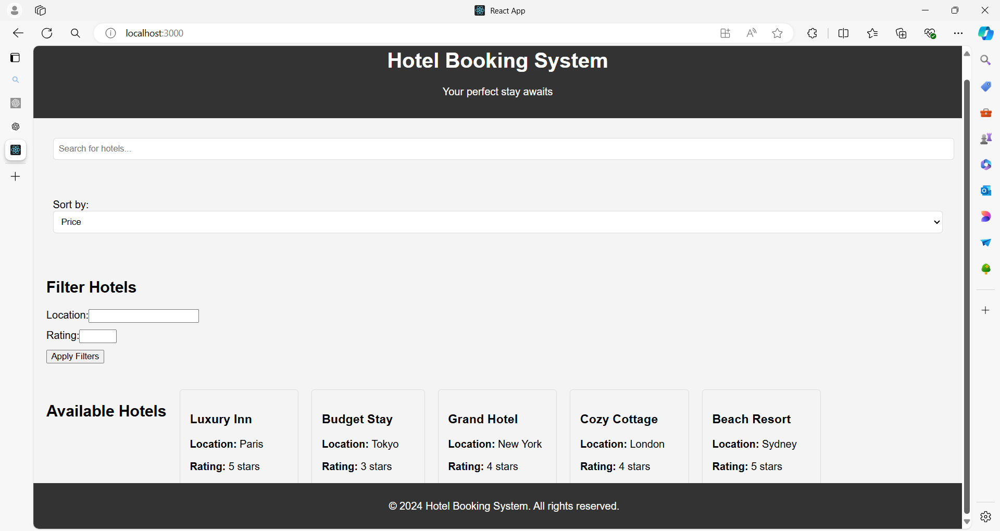 React App
localhost:3000
Hotel Booking System
Your perfect stay awaits
Search for hotels...
Sort by:
Price
Filter Hotels
Location:
Rating:
Apply Filters
Available Hotels
Luxury Inn
Location: Paris
Rating: 5 stars
Budget Stay
Location: Tokyo
Rating: 3 stars
Grand Hotel
Location: New York
Rating: 4 stars
Cozy Cottage
Location: London
Rating: 4 stars
Beach Resort
Location: Sydney
Rating: 5 stars
© 2024 Hotel Booking System. All rights reserved.